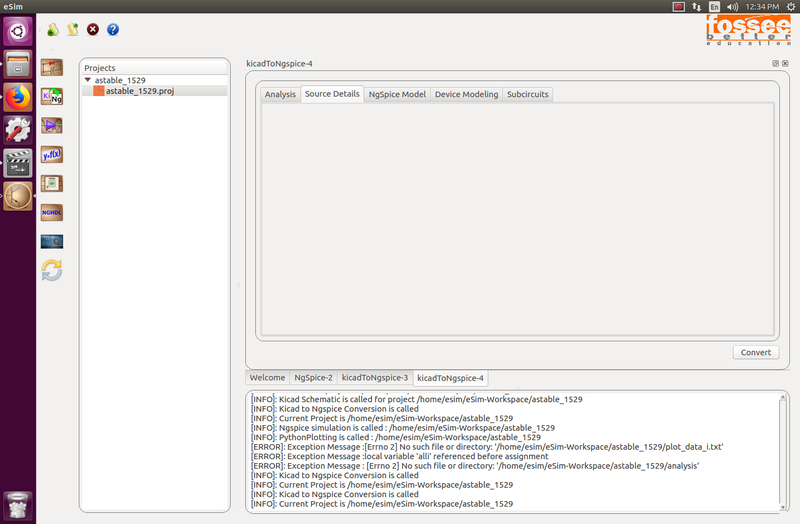 eSim
En
12:34 PM
fossee
better
education
Projects
astable_1529
astable_1529.proj
Ki
Ng
y=f(x)
NGHDL
kicadToNgspice-4
Analysis
Source Details
NgSpice Model
Device Modeling
Subcircuits
Convert
Welcome
NgSpice-2
kicadToNgspice-3
kicadToNgspice-4
[INFO]: Kicad Schematic is called for project /home/esim/eSim-Workspace/astable_1529
[INFO]: Kicad to Ngspice Conversion is called
[INFO]: Current Project is /home/esim/eSim-Workspace/astable_1529
[INFO]: Ngspice simulation is called : /home/esim/eSim-Workspace/astable_1529
[INFO]: PythonPlotting is called : /home/esim/eSim-Workspace/astable_1529
[ERROR]: Exception Message :[Errno 2] No such file or directory: '/home/esim/eSim-Workspace/astable_1529/plot_data_i.txt'
[ERROR]: Exception Message :local variable 'alli' referenced before assignment
[ERROR]: Exception Message : [Errno 2] No such file or directory: '/home/esim/eSim-Workspace/astable_1529/analysis'
[INFO]: Kicad to Ngspice Conversion is called
[INFO]: Current Project is /home/esim/eSim-Workspace/astable_1529
[INFO]: Kicad to Ngspice Conversion is called
[INFO]: Current Project is /home/esim/eSim-Workspace/astable_1529